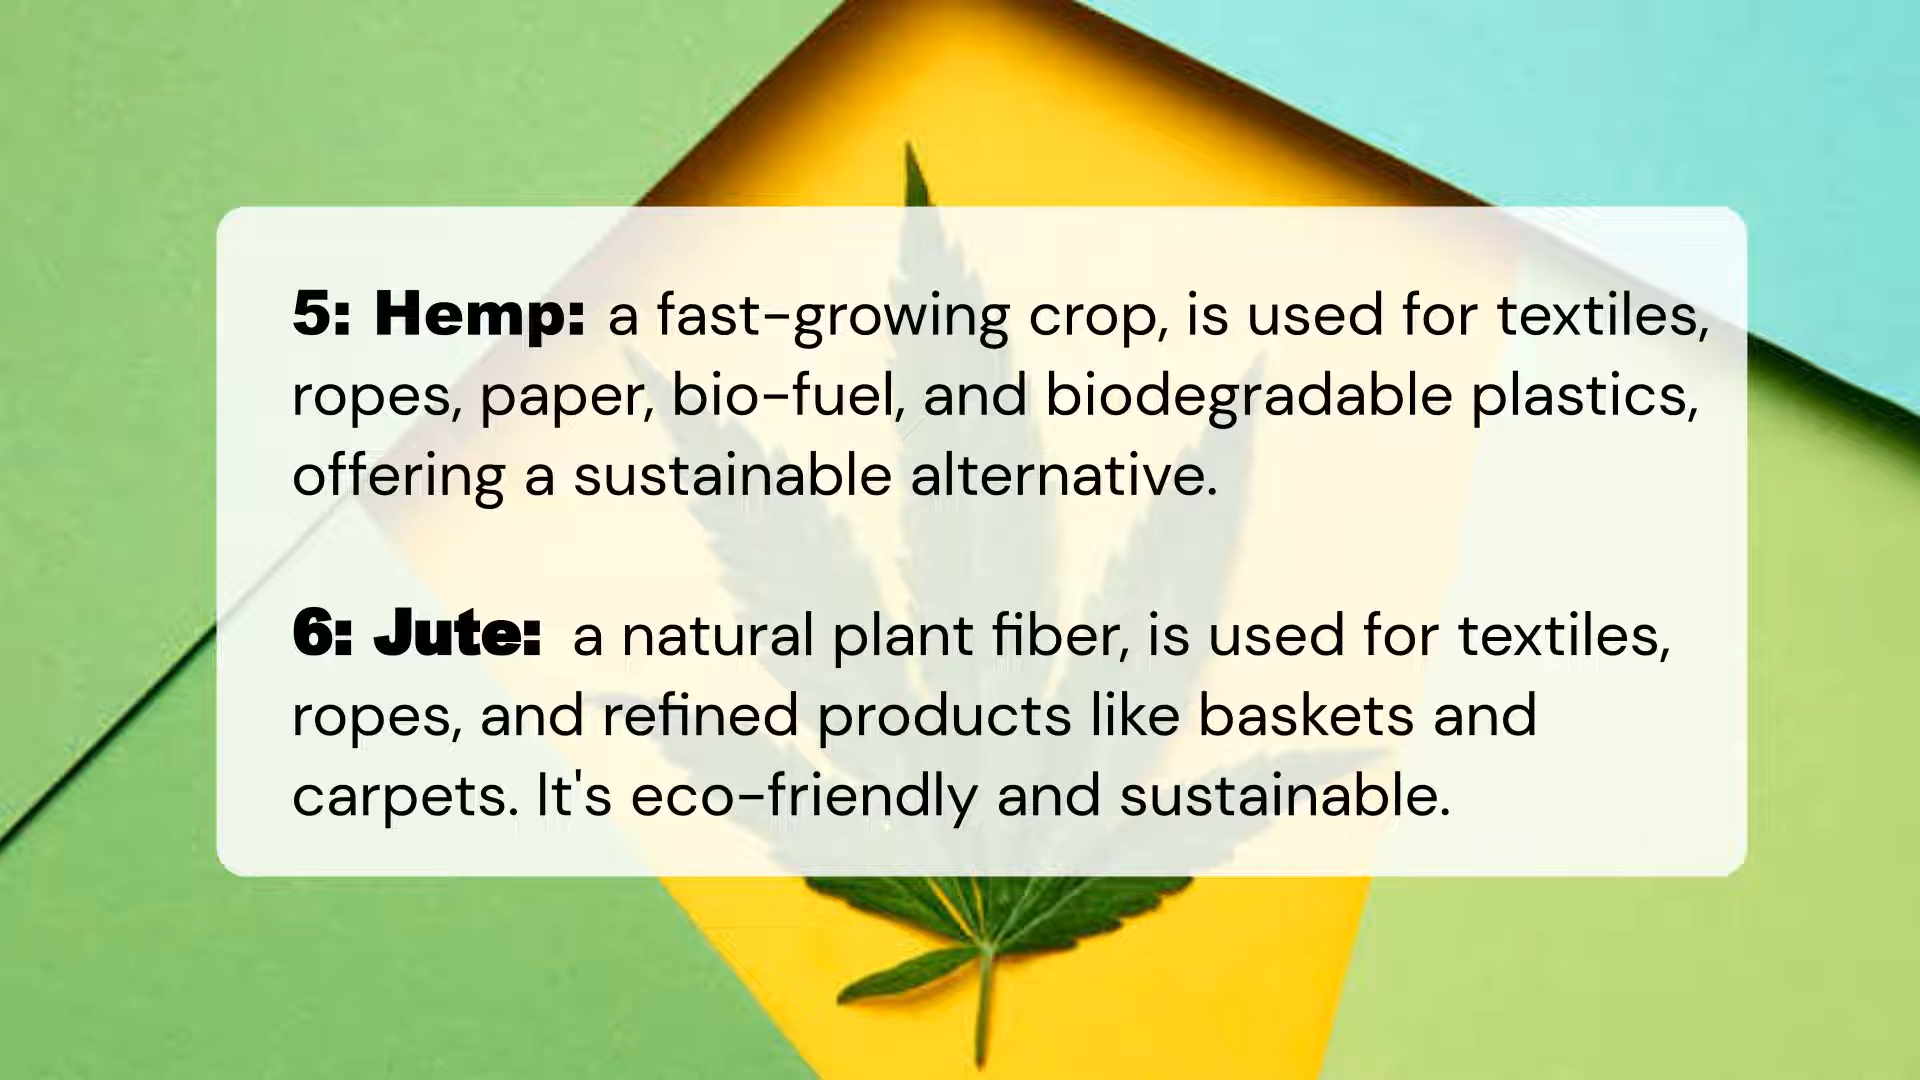 5: Hemp: a fast-growing crop, is used for textiles,
ropes, paper, bio-fuel, and biodegradable plastics,
offering a sustainable alternative.
6: Jute: a natural plant fiber, is used for textiles,
ropes, and refined products like baskets and
carpets. It's eco-friendly and sustainable.